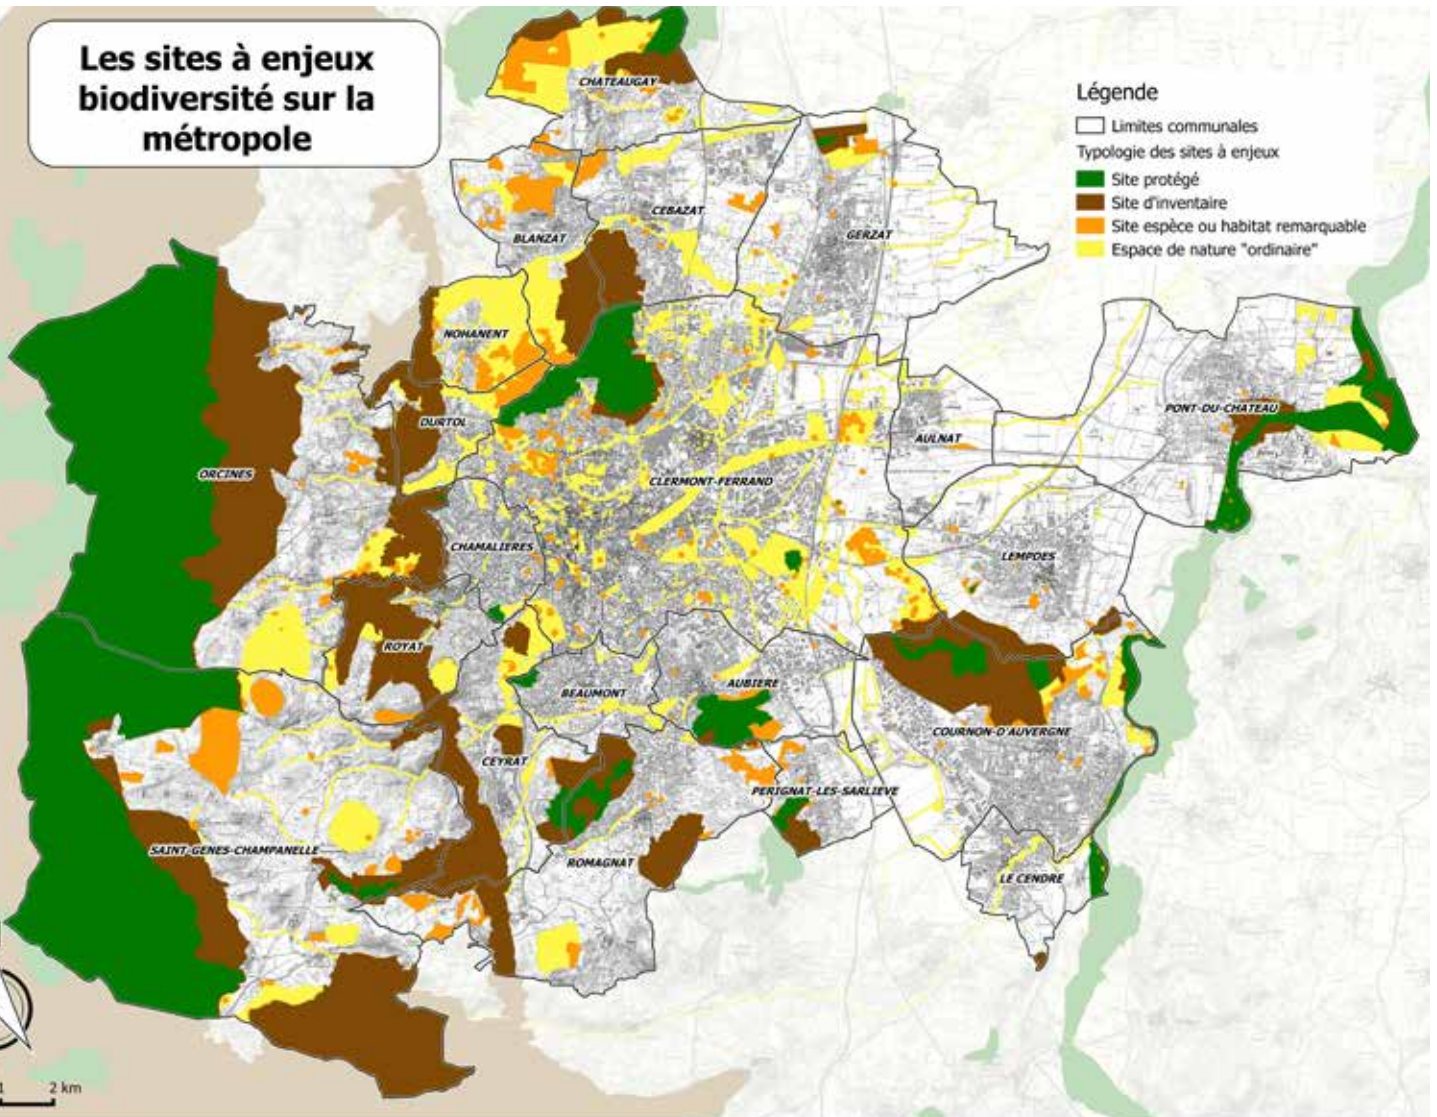 Les sites à enjeux
biodiversité sur la
métropole
Légende
Limites communales
Typologie des sites à enjeux
Site protégé
Site d'inventaire
Site espèce ou habitat remarquable
Espace de nature "ordinaire"
CHATEAUGAY
CEBAZAT
BLANZAT
GERZAT
NOHANENT
DURTOL
PONT-DU-CHATEAU
AULNAT
ORCINES
CLERMONT-FERRAND
CHAMALIERES
LEMPDES
ROYAT
BEAUMONT
AUBIERE
COURNON-D'AUVERGNE
CEYRAT
PERIGNAT-LES-SARLIEVE
SAINT-GENES-CHAMPANELLE
ROMAGNAT
LE CENDRE
1 2 km